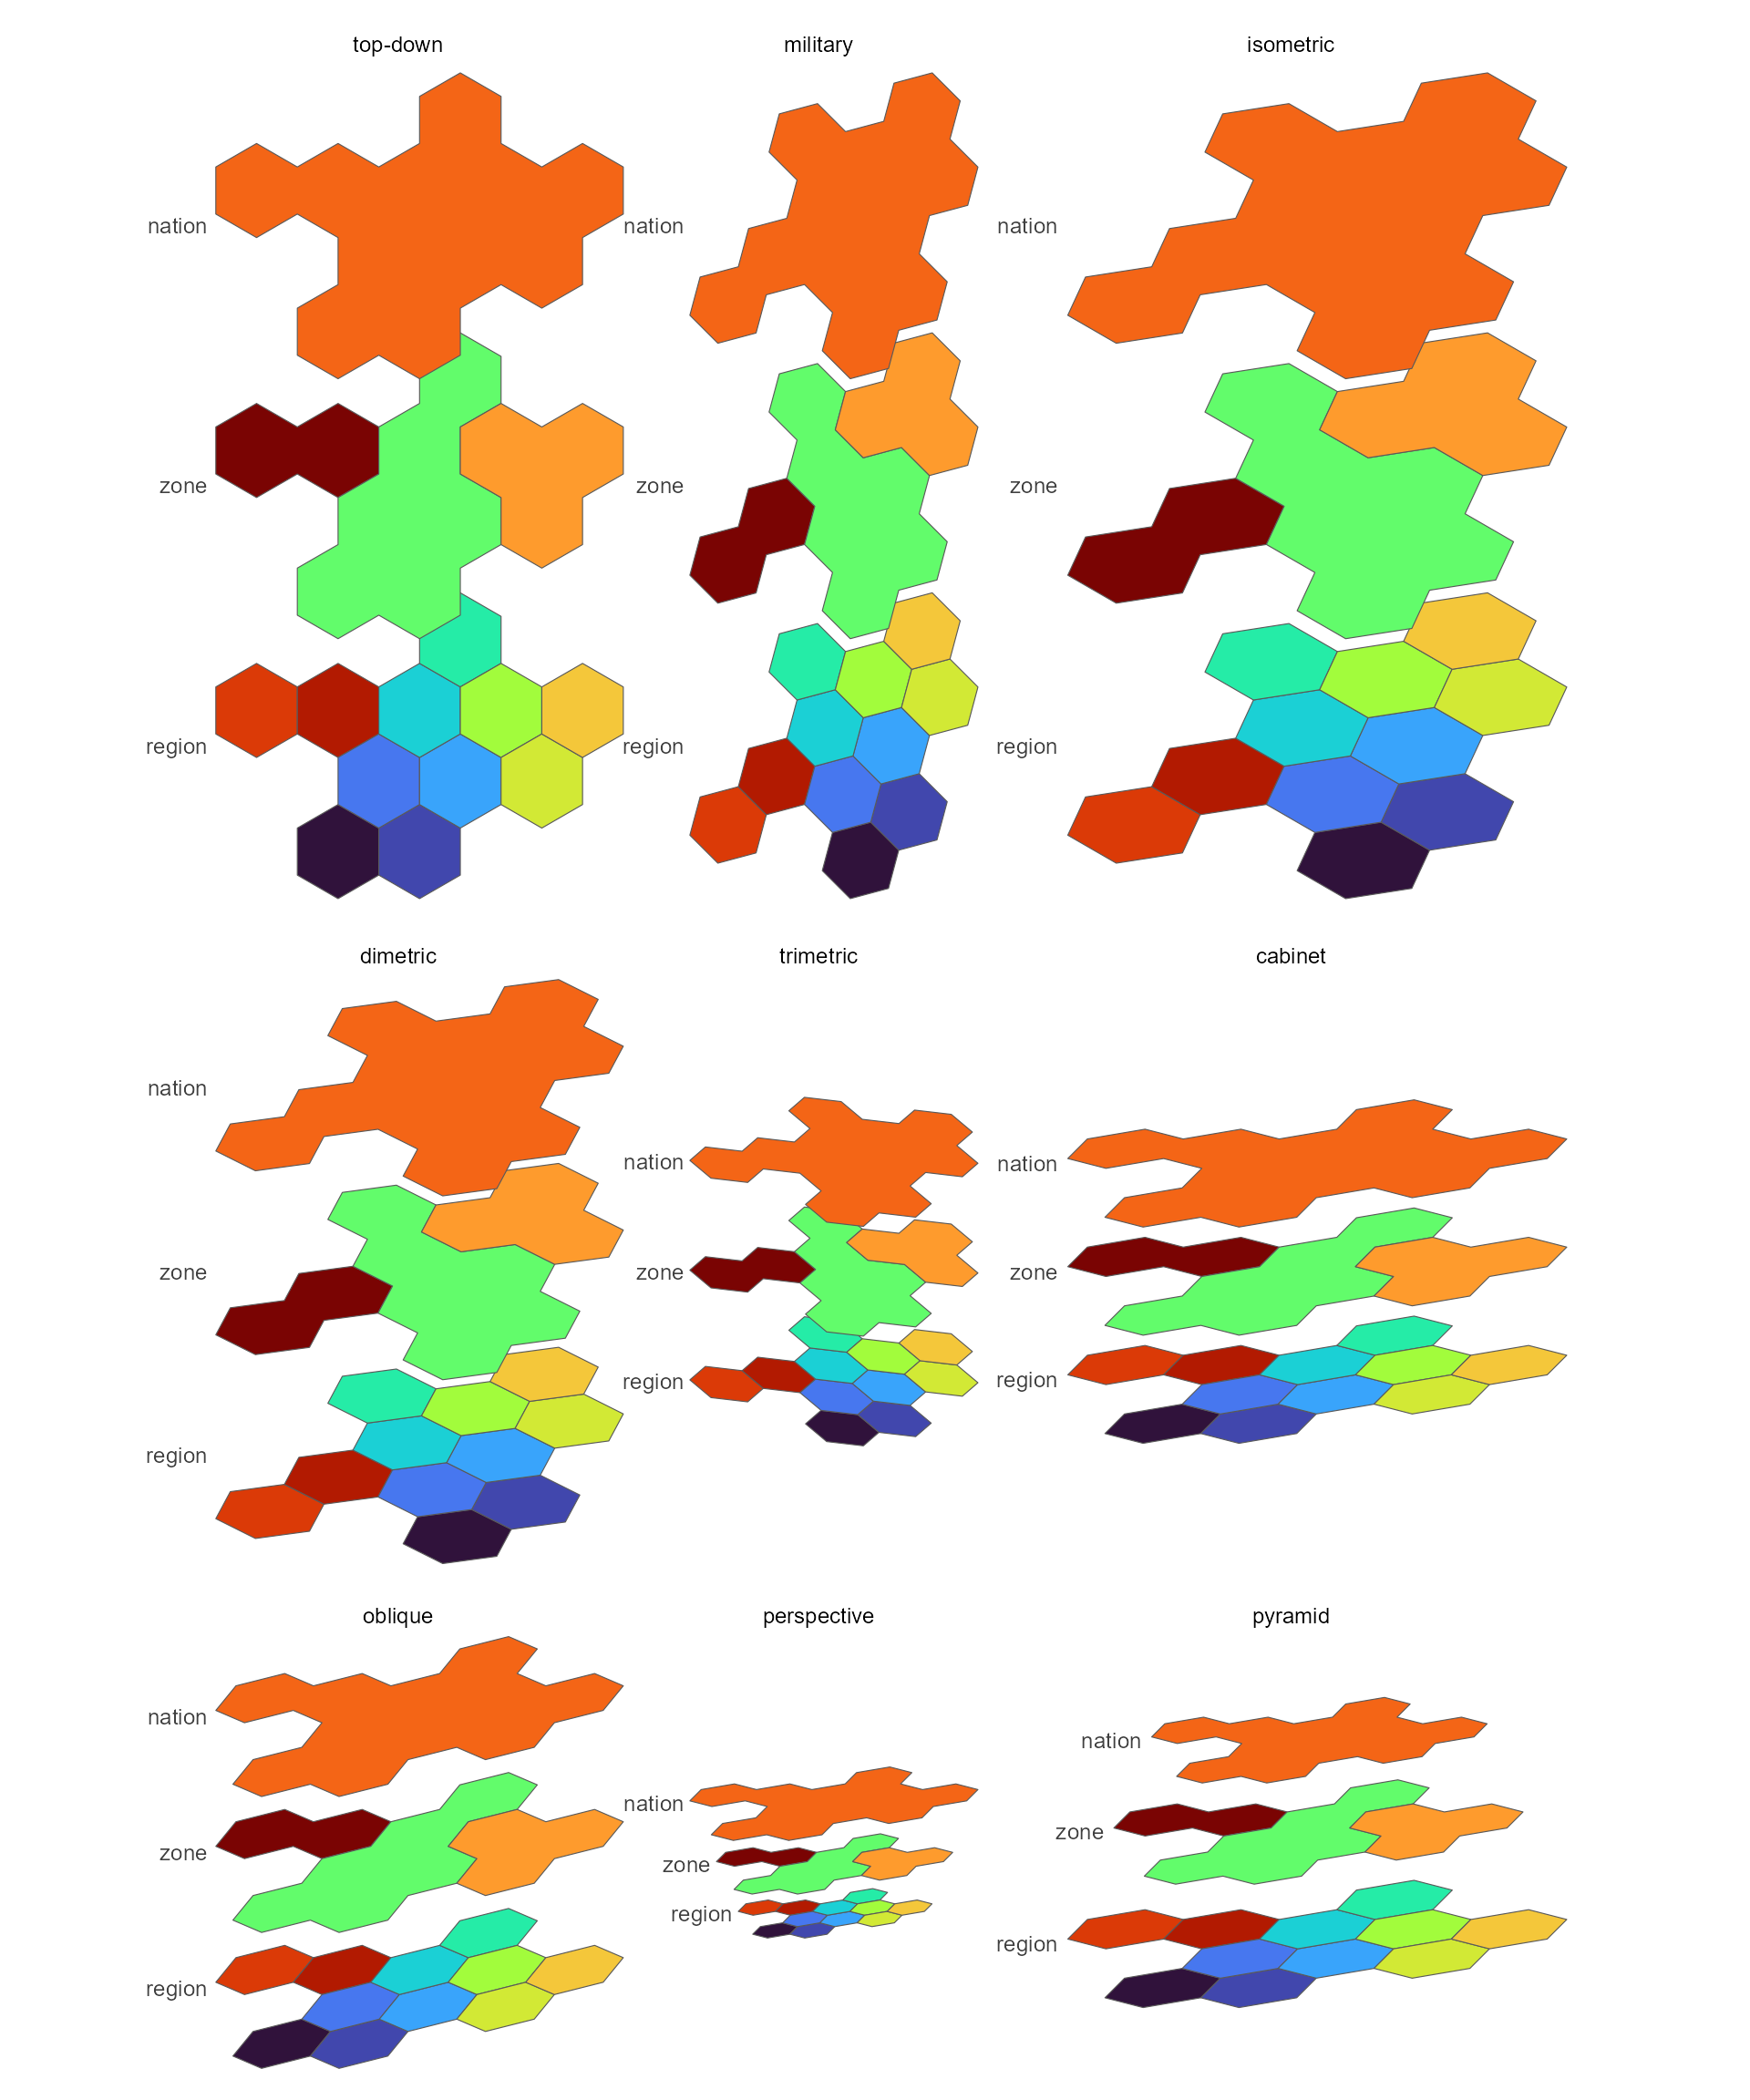 top-down
military
isometric
nation
nation
nation
zone
zone
zone
region
region
region
dimetric
trimetric
cabinet
nation
nation
nation
zone
zone
zone
region
region
region
oblique
perspective
pyramid
nation
nation
nation
zone
zone
zone
region
region
region